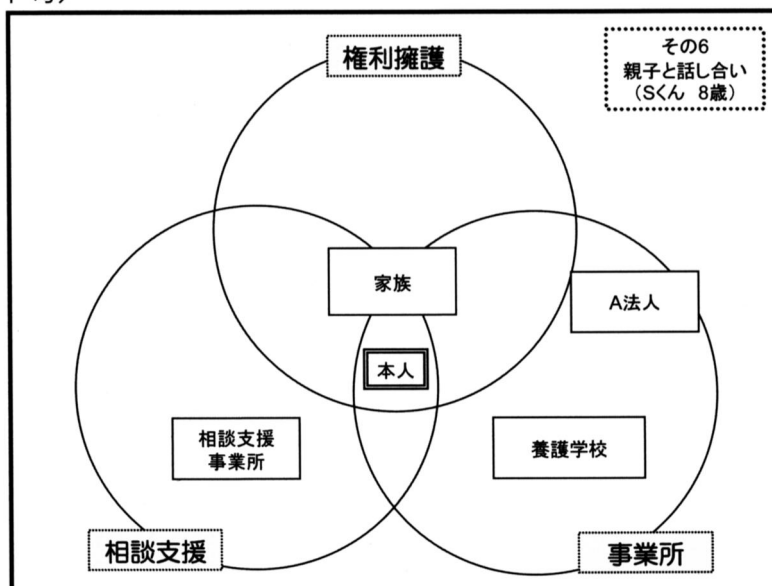 権利擁護
その6
親子と話し合い
(Sくん 8歳)
家族
A法人
本人
相談支援
事業所
養護学校
相談支援
事業所